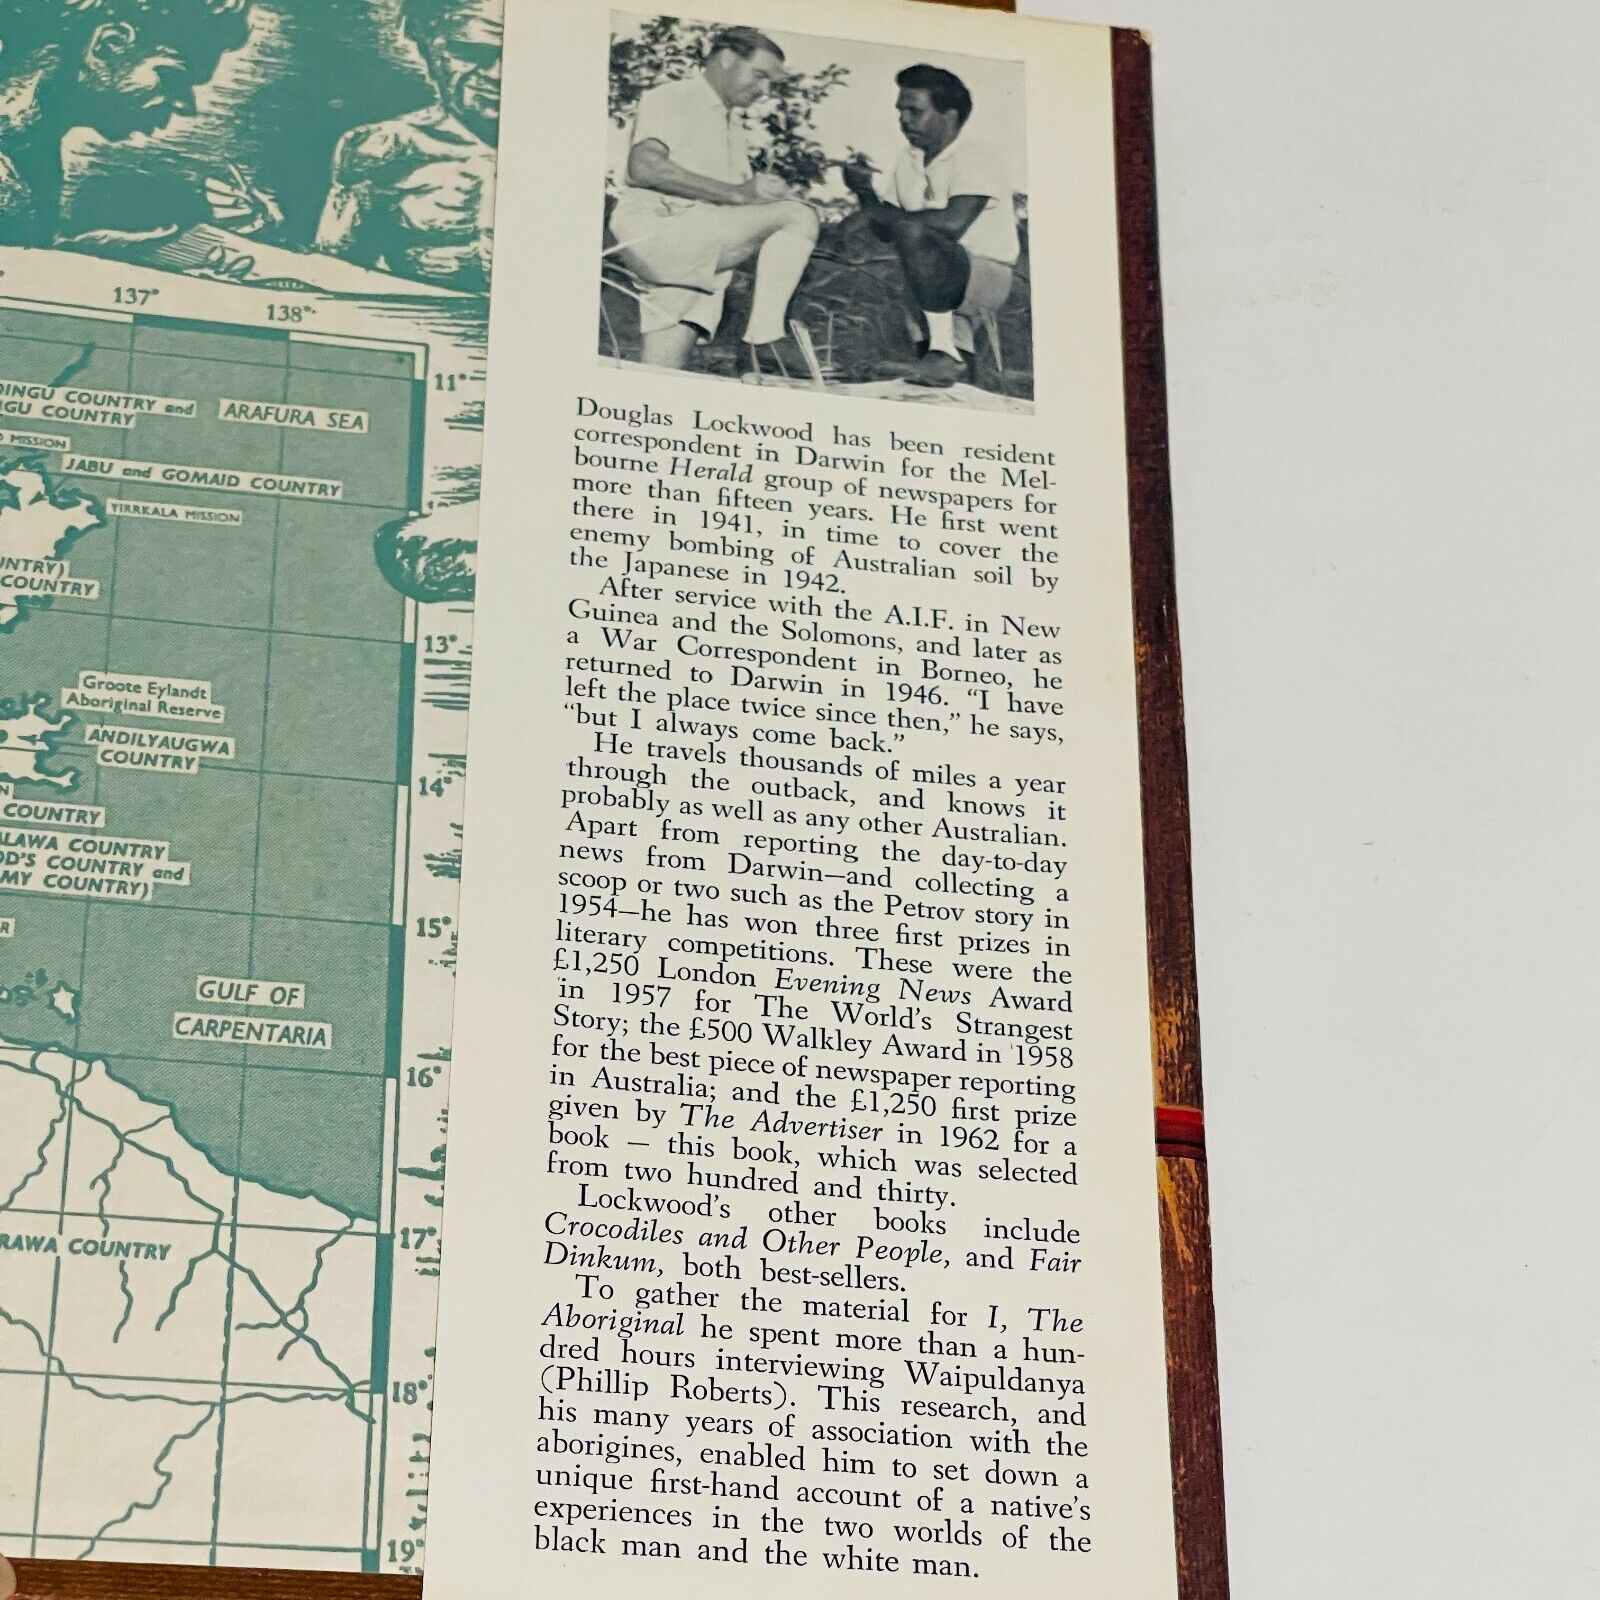 137°
138°
11°
DINGU COUNTRY and
GU COUNTRY
ARAFURA SEA
MISSION
JABU and GOMAID COUNTRY
YIRRKALA MISSION
UNTRY)
COUNTRY
13°
Groote Eylandt
Aboriginal Reserve
ANDILYAUGWA
COUNTRY
14°
COUNTRY
ALAWA COUNTRY
OD'S COUNTRY and
MY COUNTRY)
15°
GULF OF
CARPENTARIA
16°
17°
RAWA COUNTRY
18°
19°
Douglas Lockwood has been resident
correspondent in Darwin for the Mel-
bourne Herald group of newspapers for
more than fifteen years. He first went
there in 1941, in time to cover the
enemy bombing of Australian soil by
the Japanese in 1942.
After service with the A.I.F. in New
Guinea and the Solomons, and later as
a War Correspondent in Borneo, he
returned to Darwin in 1946. “I have
left the place twice since then,” he says,
“but I always come back.”
He travels thousands of miles a year
through the outback, and knows it
probably as well as any other Australian.
Apart from reporting the day-to-day
news from Darwin—and collecting a
scoop or two such as the Petrov story in
1954—he has won three first prizes in
literary competitions. These were the
£1,250 London Evening News Award
in 1957 for The World's Strangest
Story; the £500 Walkley Award in 1958
for the best piece of newspaper reporting
in Australia; and the £1,250 first prize
given by The Advertiser in 1962 for a
book — this book, which was selected
from two hundred and thirty.
Lockwood's other books include
Crocodiles and Other People, and Fair
Dinkum, both best-sellers.
To gather the material for I, The
Aboriginal he spent more than a hun-
dred hours interviewing Waipuldanya
(Phillip Roberts). This research, and
his many years of association with the
aborigines, enabled him to set down a
unique first-hand account of a native's
experiences in the two worlds of the
black man and the white man.